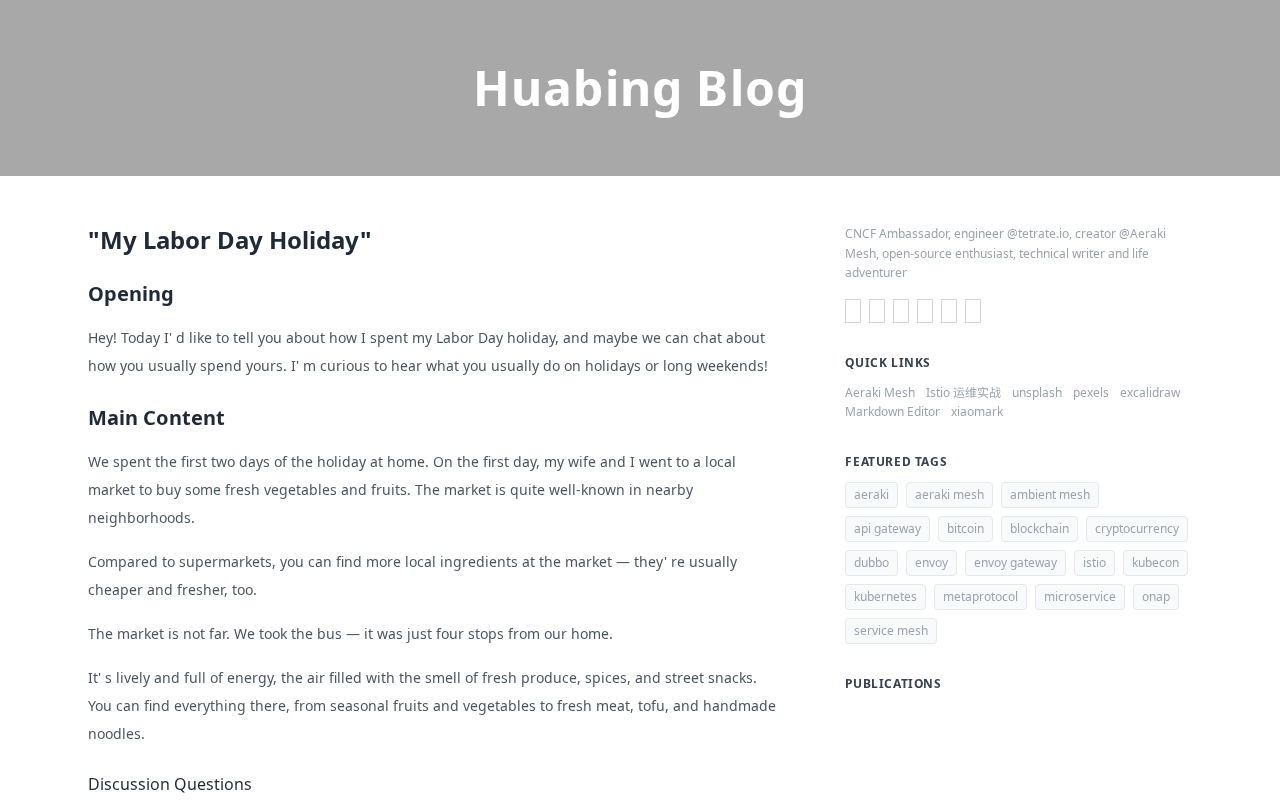 Huabing Blog
"My Labor Day Holiday"
Opening
Hey! Today I' d like to tell you about how I spent my Labor Day holiday, and maybe we can chat about
how you usually spend yours. I' m curious to hear what you usually do on holidays or long weekends!
Main Content
We spent the first two days of the holiday at home. On the first day, my wife and I went to a local
market to buy some fresh vegetables and fruits. The market is quite well-known in nearby
neighborhoods.
Compared to supermarkets, you can find more local ingredients at the market — they' re usually
cheaper and fresher, too.
The market is not far. We took the bus — it was just four stops from our home.
It' s lively and full of energy, the air filled with the smell of fresh produce, spices, and street snacks.
You can find everything there, from seasonal fruits and vegetables to fresh meat, tofu, and handmade
noodles.
Discussion Questions
CNCF Ambassador, engineer @tetrate.io, creator @Aeraki
Mesh, open-source enthusiast, technical writer and life
adventurer
QUICK LINKS
Aeraki Mesh Istio 运维实战 unsplash pexels excalidraw
Markdown Editor xiaomark
FEATURED TAGS
aeraki aeraki mesh ambient mesh
api gateway bitcoin blockchain cryptocurrency
dubbo envoy envoy gateway istio kubecon
kubernetes metaprotocol microservice onap
service mesh
PUBLICATIONS